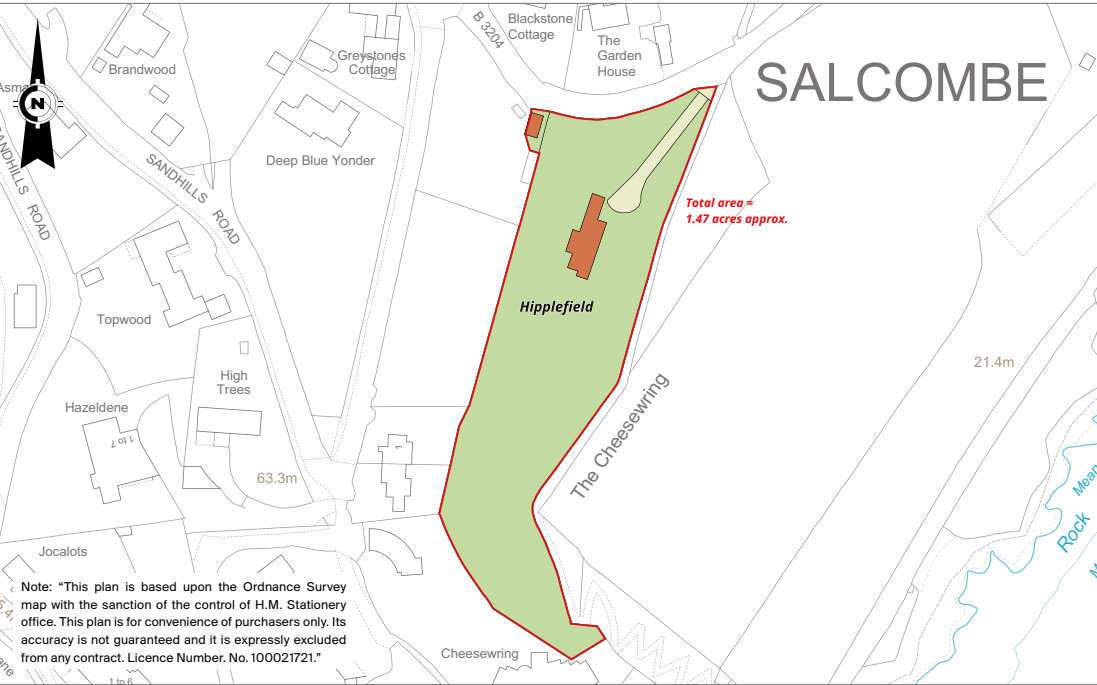 B 3204
Blackstone
Cottage
The
Garden
House
Greystones
Cottage
Brandwood
SALCOMBE
N
SANDHILLS ROAD
SANDHILLS ROAD
Deep Blue Yonder
Total area =
1.47 acres approx.
Hipplefield
Topwood
High
Trees
Hazeldene
1 to 7
1
63.3m
21.4m
The Cheesewring
Rock
Jocalots
Note: “This plan is based upon the Ordnance Survey
map with the sanction of the control of H.M. Stationery
office. This plan is for convenience of purchasers only. Its
accuracy is not guaranteed and it is expressly excluded
from any contract. Licence Number. No. 100021721.”
Cheesewring
1 to 6